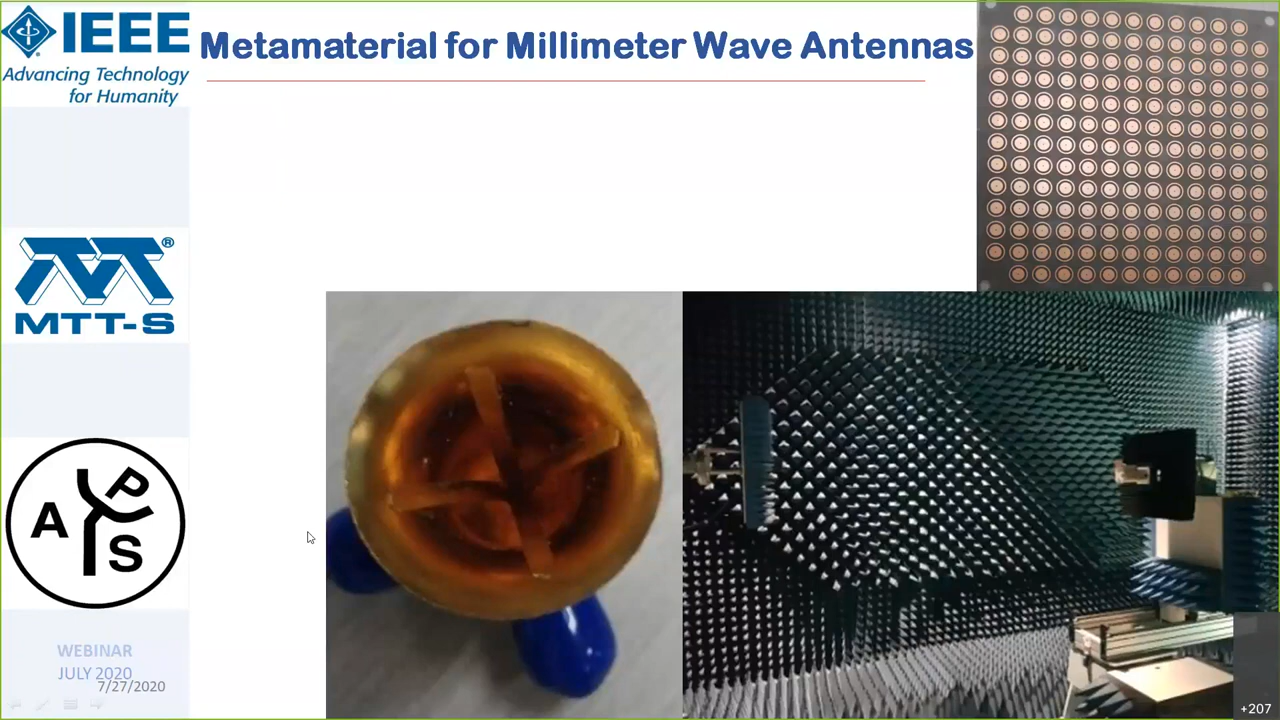 IEEE
Advancing Technology
for Humanity
Metamaterial for Millimeter Wave Antennas
MTT-S
®
A P S
WEBINAR
JULY 2020
7/27/2020
+207